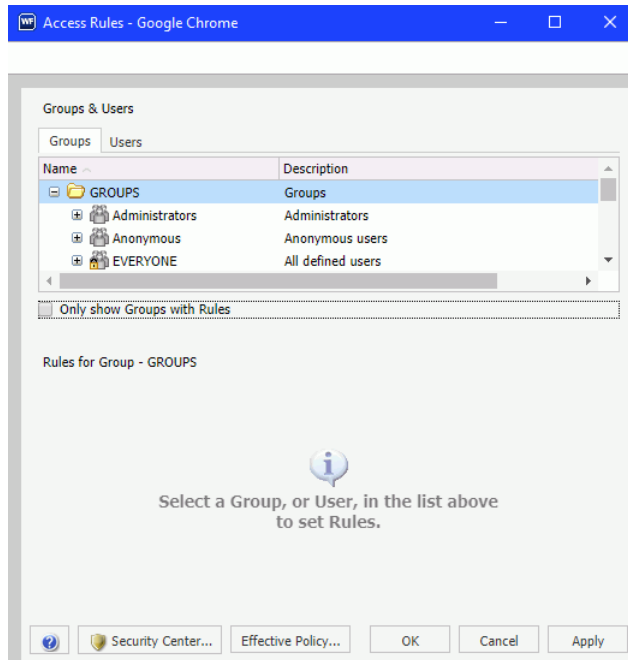 WF Access Rules - Google Chrome
Groups & Users
Groups Users
Name Description
GROUPS Groups
Administrators Administrators
Anonymous Anonymous users
EVERYONE All defined users
Only show Groups with Rules
Rules for Group - GROUPS
Select a Group, or User, in the list above
to set Rules.
Security Center... Effective Policy... OK Cancel Apply